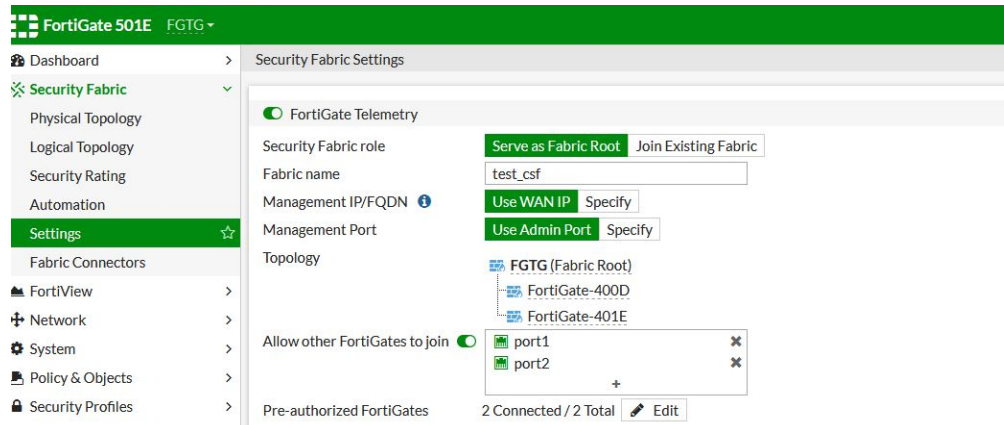 FortiGate 501E FGTG
Dashboard
Security Fabric
Physical Topology
Logical Topology
Security Rating
Automation
Settings
Fabric Connectors
FortiView
Network
System
Policy & Objects
Security Profiles
Security Fabric Settings
FortiGate Telemetry
Security Fabric role Serve as Fabric Root Join Existing Fabric
Fabric name test_csf
Management IP/FQDN Use WAN IP Specify
Management Port Use Admin Port Specify
Topology FGTG (Fabric Root)
FortiGate-400D
FortiGate-401E
Allow other FortiGates to join port1
port2
+
Pre-authorized FortiGates 2 Connected / 2 Total Edit